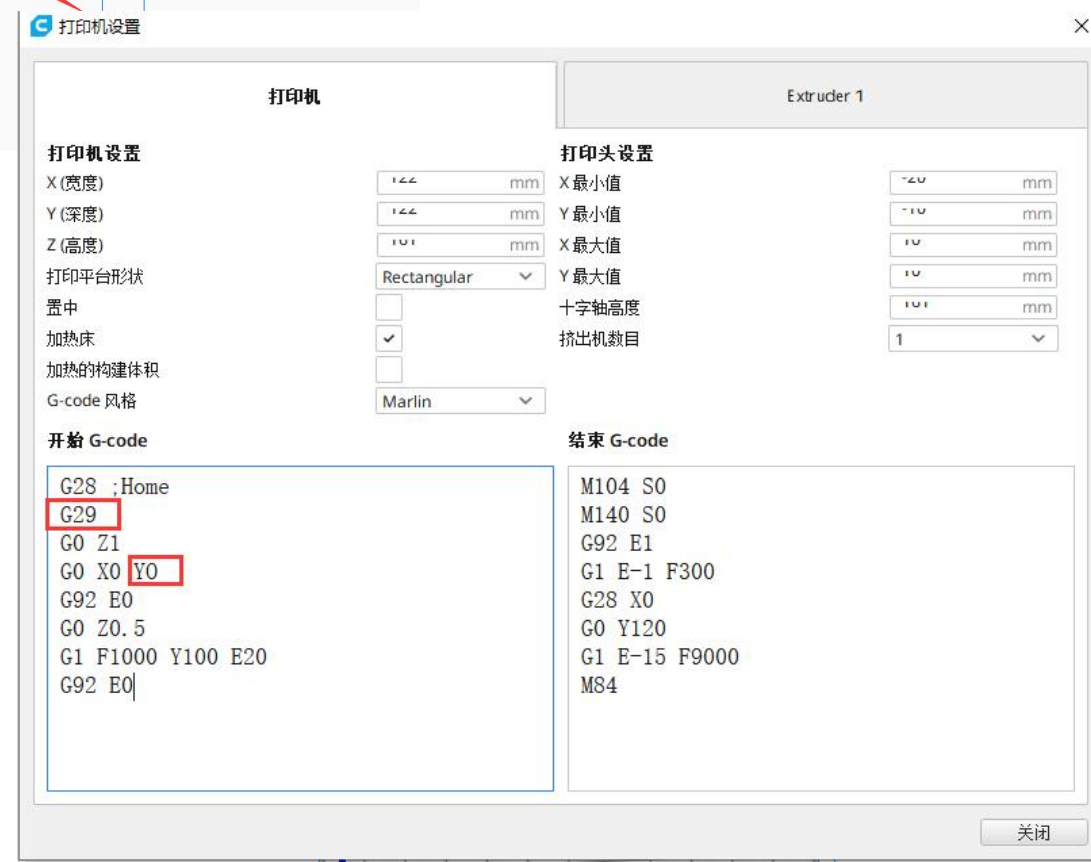 打印机设置
打印机
Extruder 1
打印机设置
X (宽度) mm
Y (深度) mm
Z (高度) mm
打印平台形状 Rectangular
置中
加热床
加热的构建体积
G-code 风格 Marlin
打印头设置
X 最小值 mm
Y 最小值 mm
X 最大值 mm
Y 最大值 mm
十字轴高度 mm
挤出机数目 1
开始 G-code
G28 ;Home
G29
G0 Z1
G0 X0 Y0
G92 E0
G0 Z0.5
G1 F1000 Y100 E20
G92 E0
结束 G-code
M104 S0
M140 S0
G92 E1
G1 E-1 F300
G28 X0
G0 Y120
G1 E-15 F9000
M84
关闭